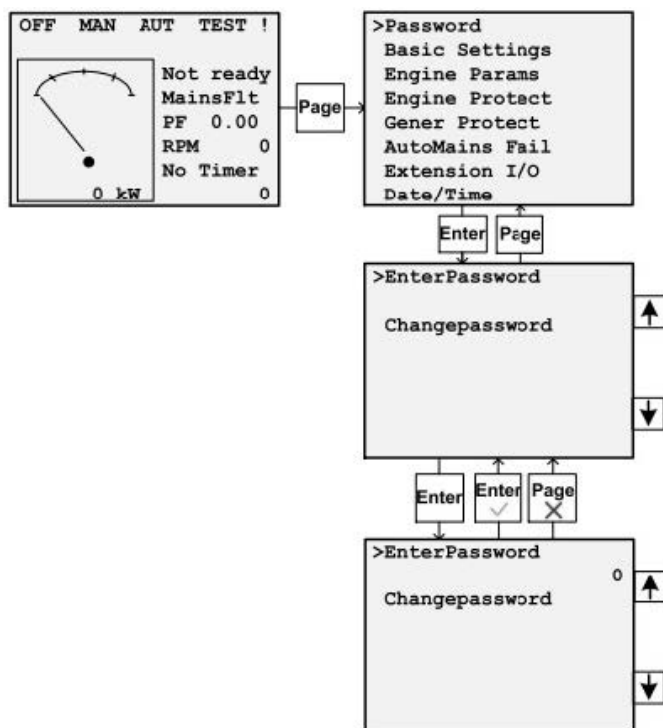 OFF MAN AUT TEST !
Not ready
MainsFlt
PF 0.00
RPM 0
No Timer
0 kW 0
Page
>Password
Basic Settings
Engine Params
Engine Protect
Gener Protect
AutoMains Fail
Extension I/O
Date/Time
Enter Page
>EnterPassword
Changepassword
Enter Enter Page
>EnterPassword
0
Changepassword